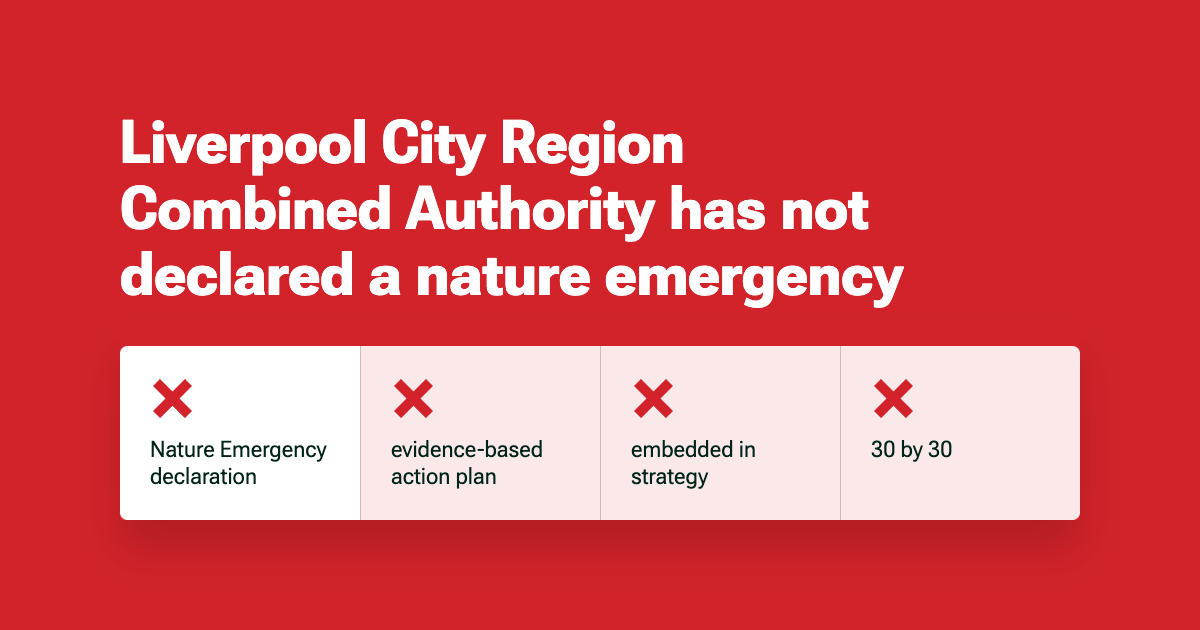 Liverpool City Region
Combined Authority has not
declared a nature emergency
Nature Emergency
declaration
evidence-based
action plan
embedded in
strategy
30 by 30